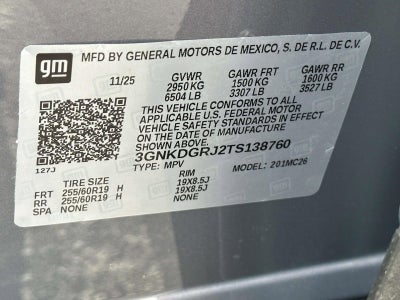 gm MFD BY GENERAL MOTORS DE MEXICO, S. DE R.L. DE C.V.
11/25 GVWR GAWR FRT GAWR RR
2950 KG 1500 KG 1600 KG
6504 LB 3307 LB 3527 LB
THIS VEHICLE CONFORMS TO ALL
APPLICABLE U.S. FEDERAL MOTOR
VEHICLE SAFETY STANDARDS
IN EFFECT ON THE DATE OF MANUFACTURE
SHOWN ABOVE.
3GNKDGRJ2TS138760
127J TYPE: MPV MODEL: 201MC26
TIRE SIZE RIM
FRT 255/60R19 H 19X8.5J
RR 255/60R19 H 19X8.5J
SPA NONE NONE